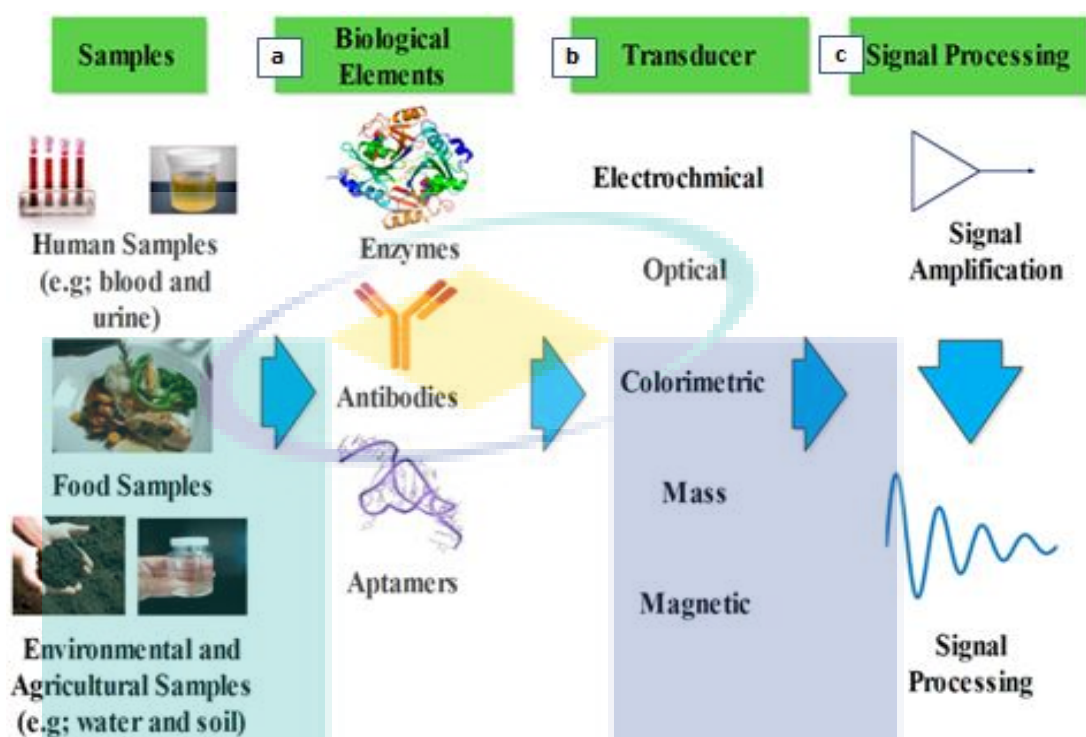 Samples
Human Samples
(e.g; blood and
urine)
Food Samples
Environmental and
Agricultural Samples
(e.g; water and soil)
a
Biological
Elements
Enzymes
Antibodies
Aptamers
b
Transducer
Electrochmical
Optical
Colorimetric
Mass
Magnetic
c
Signal Processing
Signal
Amplification
Signal
Processing